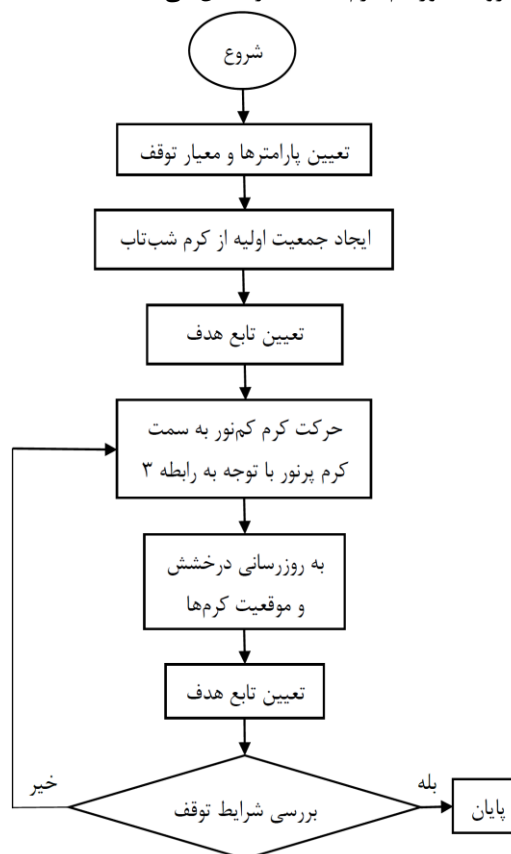 شروع
تعیین پارامترها و معیار توقف
ایجاد جمعیت اولیه از کرم شب‌تاب
تعیین تابع هدف
حرکت کرم کم‌نور به سمت
کرم پرنور با توجه به رابطه ۳
به روزرسانی درخشش
و موقعیت کرم‌ها
تعیین تابع هدف
بررسی شرایط توقف
بله
خیر
پایان